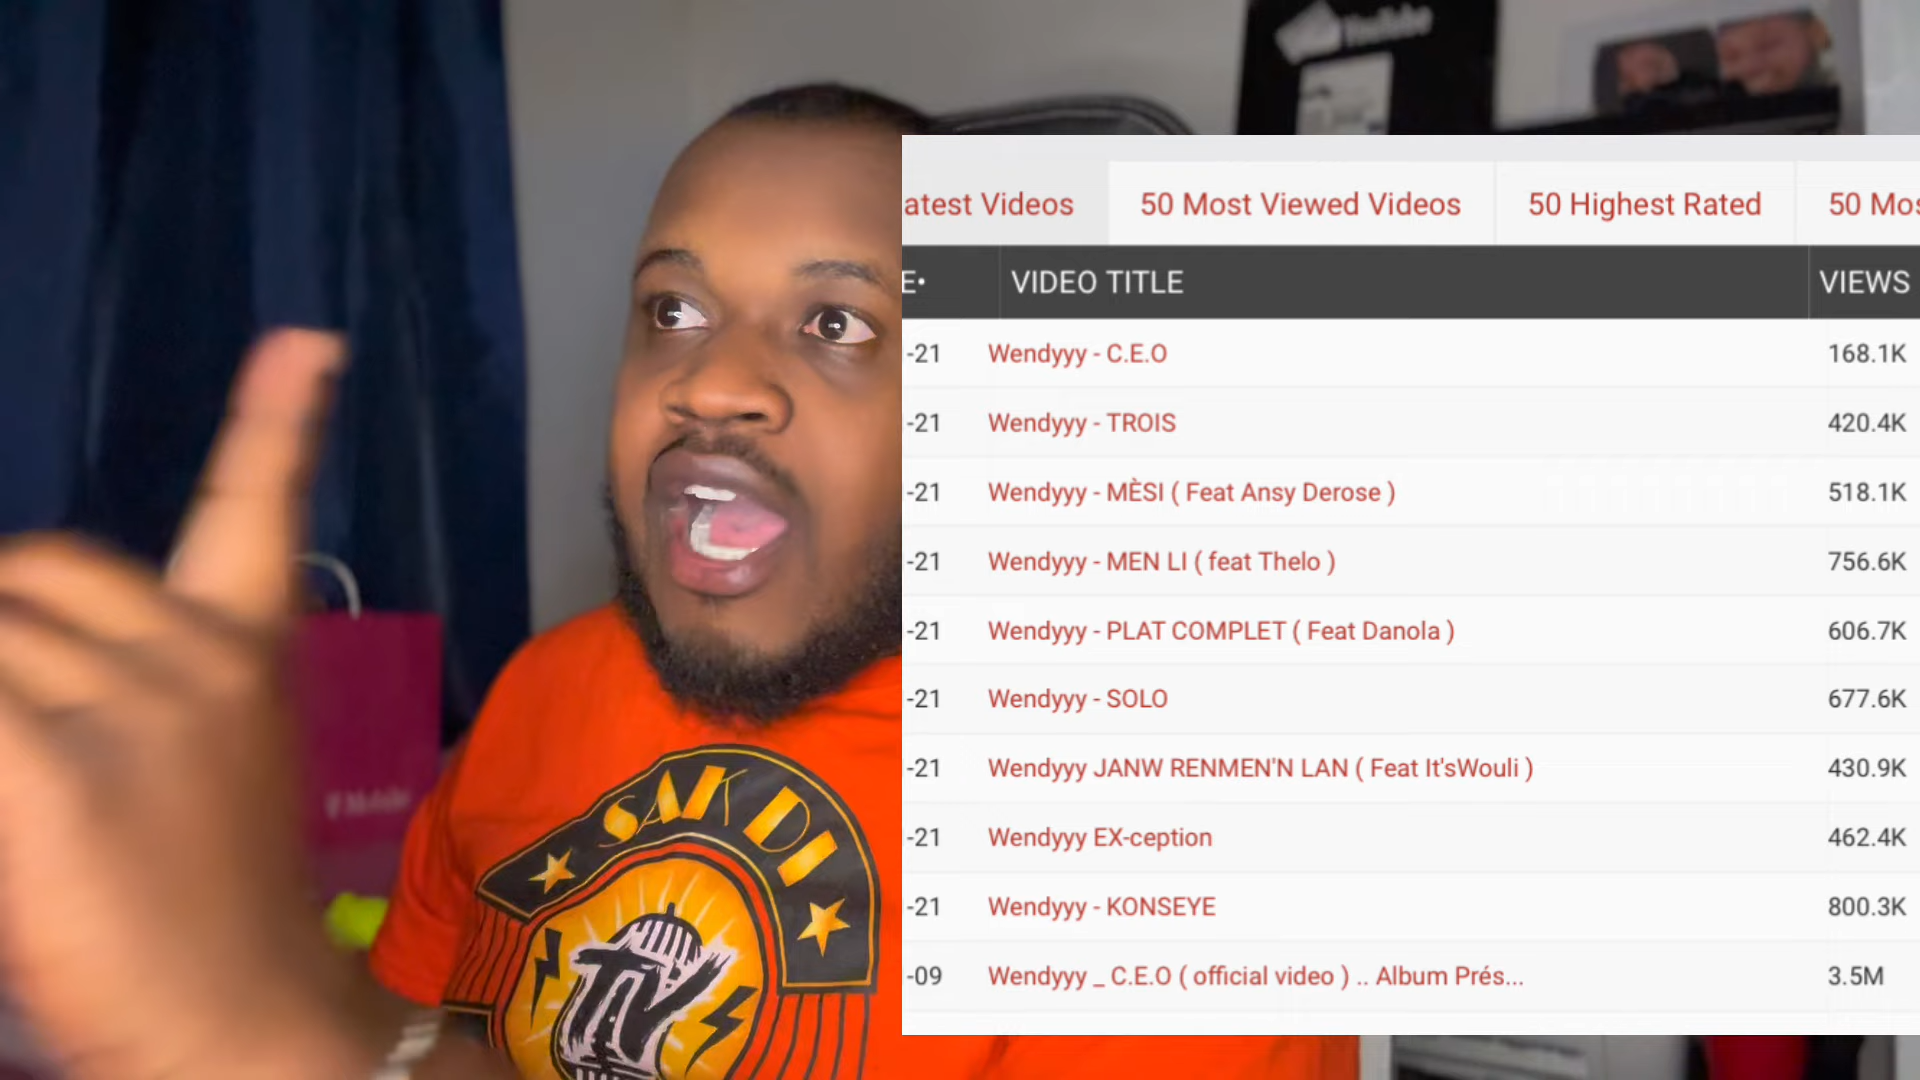 YouTube
atest Videos 50 Most Viewed Videos 50 Highest Rated 50 Mos
E• VIDEO TITLE VIEWS
-21 Wendyyy - C.E.O 168.1K
-21 Wendyyy - TROIS 420.4K
-21 Wendyyy - MÈSI ( Feat Ansy Derose ) 518.1K
-21 Wendyyy - MEN LI ( feat Thelo ) 756.6K
-21 Wendyyy - PLAT COMPLET ( Feat Danola ) 606.7K
-21 Wendyyy - SOLO 677.6K
-21 Wendyyy JANW RENMEN'N LAN ( Feat It'sWouli ) 430.9K
-21 Wendyyy EX-ception 462.4K
-21 Wendyyy - KONSEYE 800.3K
-09 Wendyyy _ C.E.O ( official video ) .. Album Prés... 3.5M
SAK DI
TV